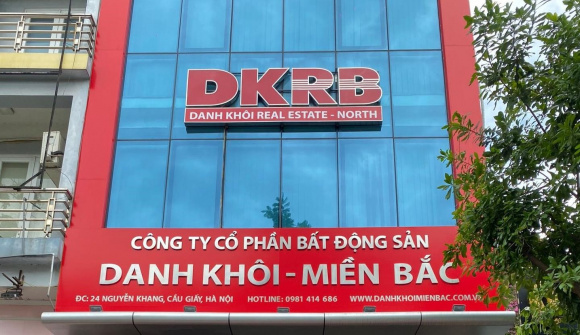 DKRB
DANH KHÔI REAL ESTATE - NORTH
CÔNG TY CỔ PHẦN BẤT ĐỘNG SẢN
DANH KHÔI - MIỀN BẮC
ĐC: 24 NGUYỄN KHANG, CẦU GIẤY, HÀ NỘI HOTLINE: 0981 414 686 WWW.DANHKHOIMIENBAC.COM.VN